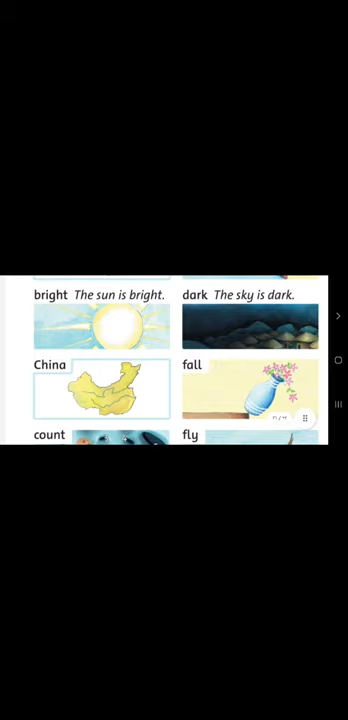 bright The sun is bright.
dark The sky is dark.
China
fall
count
fly